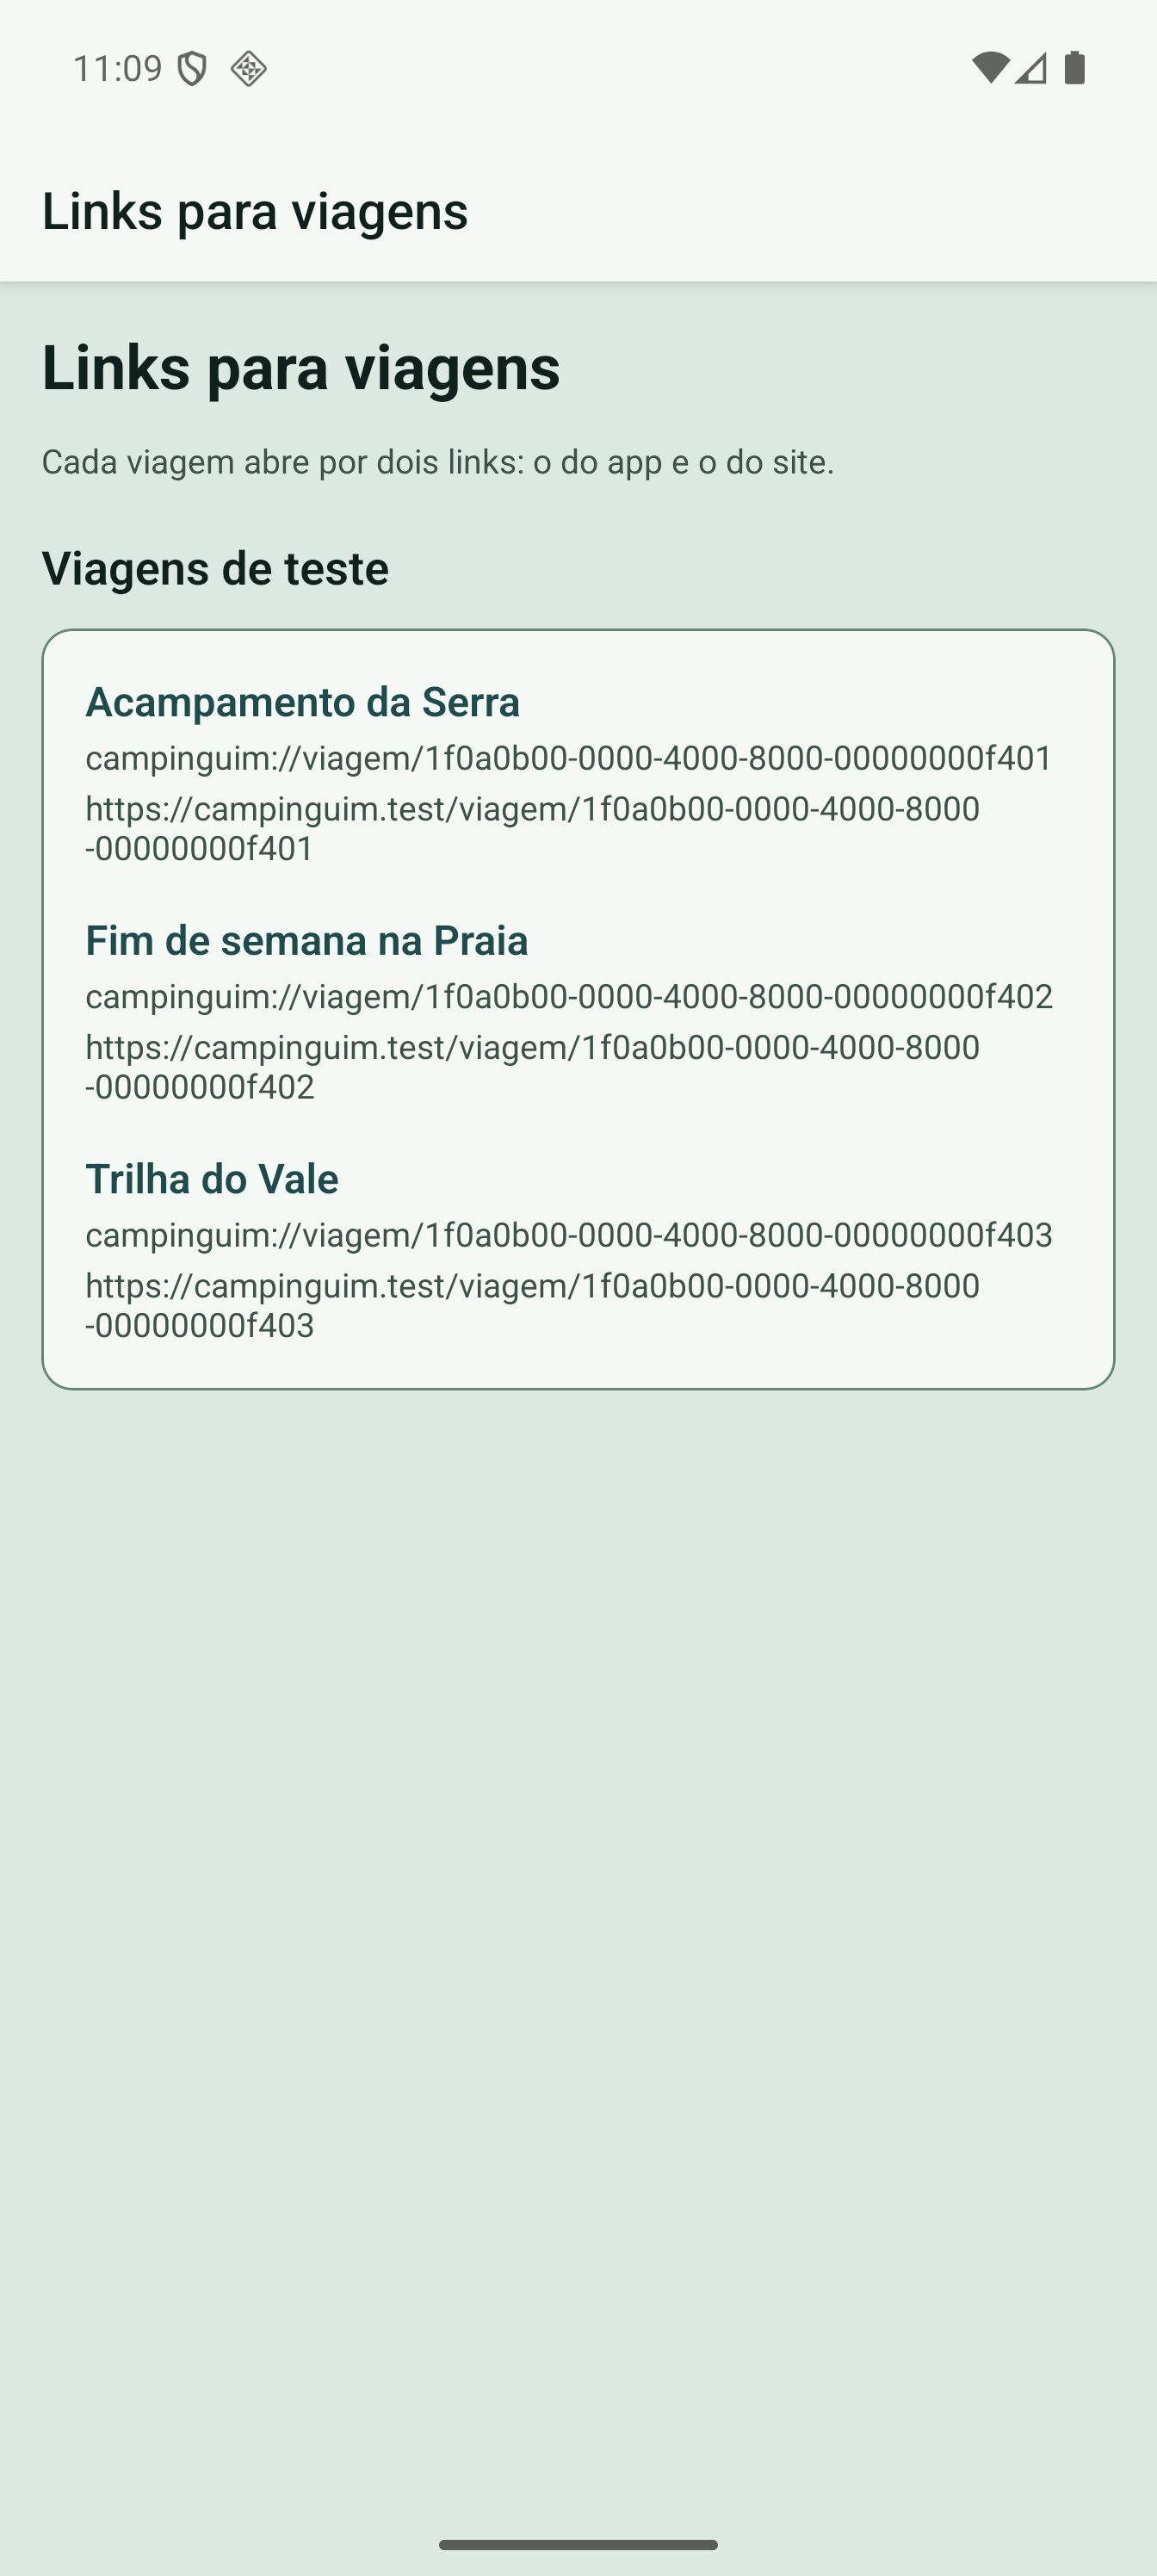 11:09
Links para viagens
Links para viagens
Cada viagem abre por dois links: o do app e o do site.
Viagens de teste
Acampamento da Serra
campinguim://viagem/1f0a0b00-0000-4000-8000-00000000f401
https://campinguim.test/viagem/1f0a0b00-0000-4000-8000
-00000000f401
Fim de semana na Praia
campinguim://viagem/1f0a0b00-0000-4000-8000-00000000f402
https://campinguim.test/viagem/1f0a0b00-0000-4000-8000
-00000000f402
Trilha do Vale
campinguim://viagem/1f0a0b00-0000-4000-8000-00000000f403
https://campinguim.test/viagem/1f0a0b00-0000-4000-8000
-00000000f403